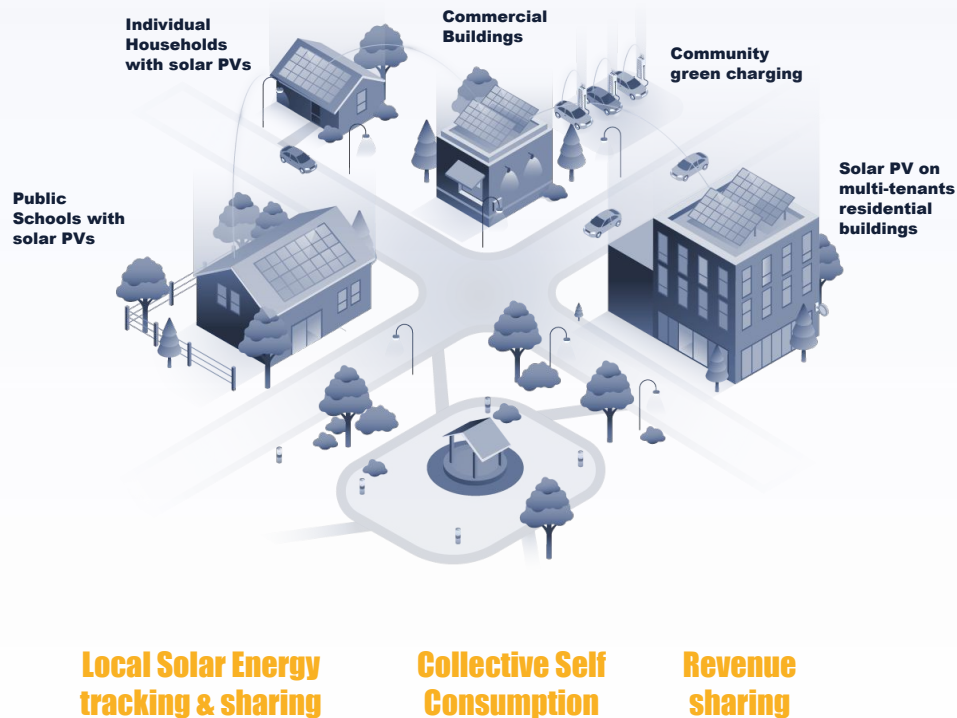 Individual
Households
with solar PVs
Commercial
Buildings
Community
green charging
Solar PV on
multi-tenants
residential
buildings
Public
Schools with
solar PVs
Local Solar Energy
tracking & sharing
Collective Self
Consumption
Revenue
sharing